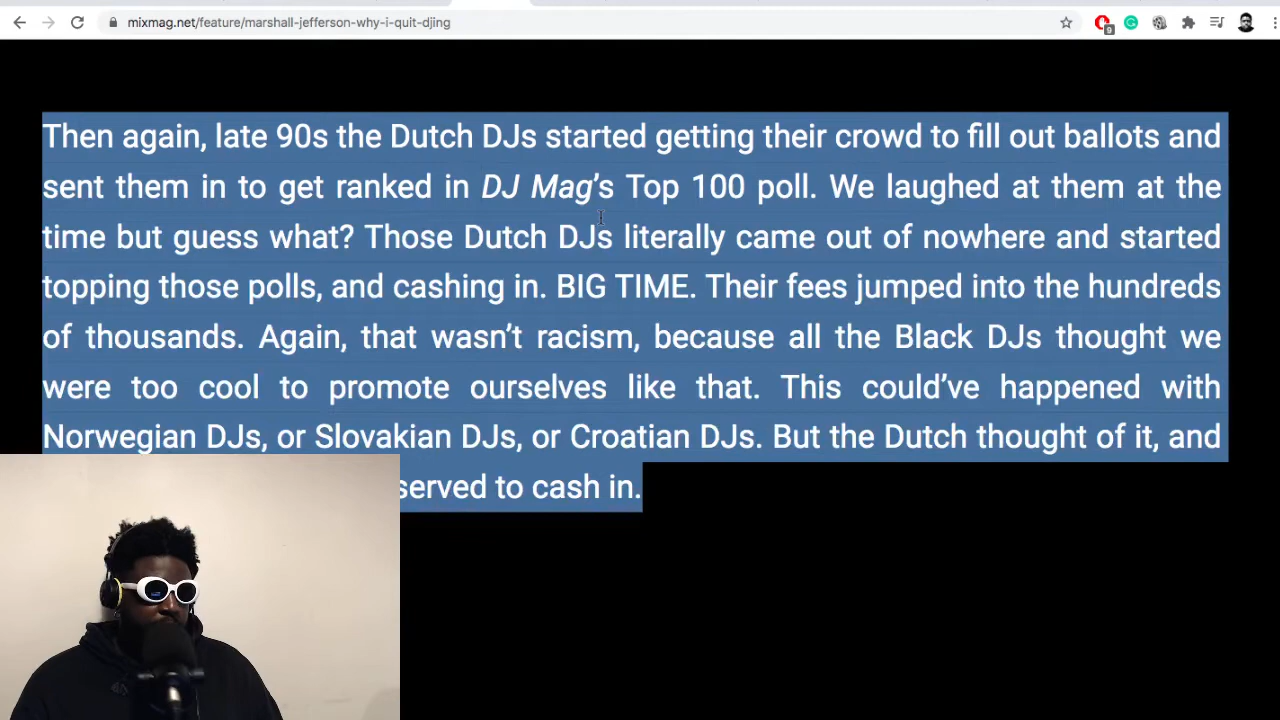 mixmag.net/feature/marshall-jefferson-why-i-quit-djing
9
Then again, late 90s the Dutch DJs started getting their crowd to fill out ballots and
sent them in to get ranked in DJ Mag’s Top 100 poll. We laughed at them at the
time but guess what? Those Dutch DJs literally came out of nowhere and started
topping those polls, and cashing in. BIG TIME. Their fees jumped into the hundreds
of thousands. Again, that wasn’t racism, because all the Black DJs thought we
were too cool to promote ourselves like that. This could’ve happened with
Norwegian DJs, or Slovakian DJs, or Croatian DJs. But the Dutch thought of it, and
served to cash in.